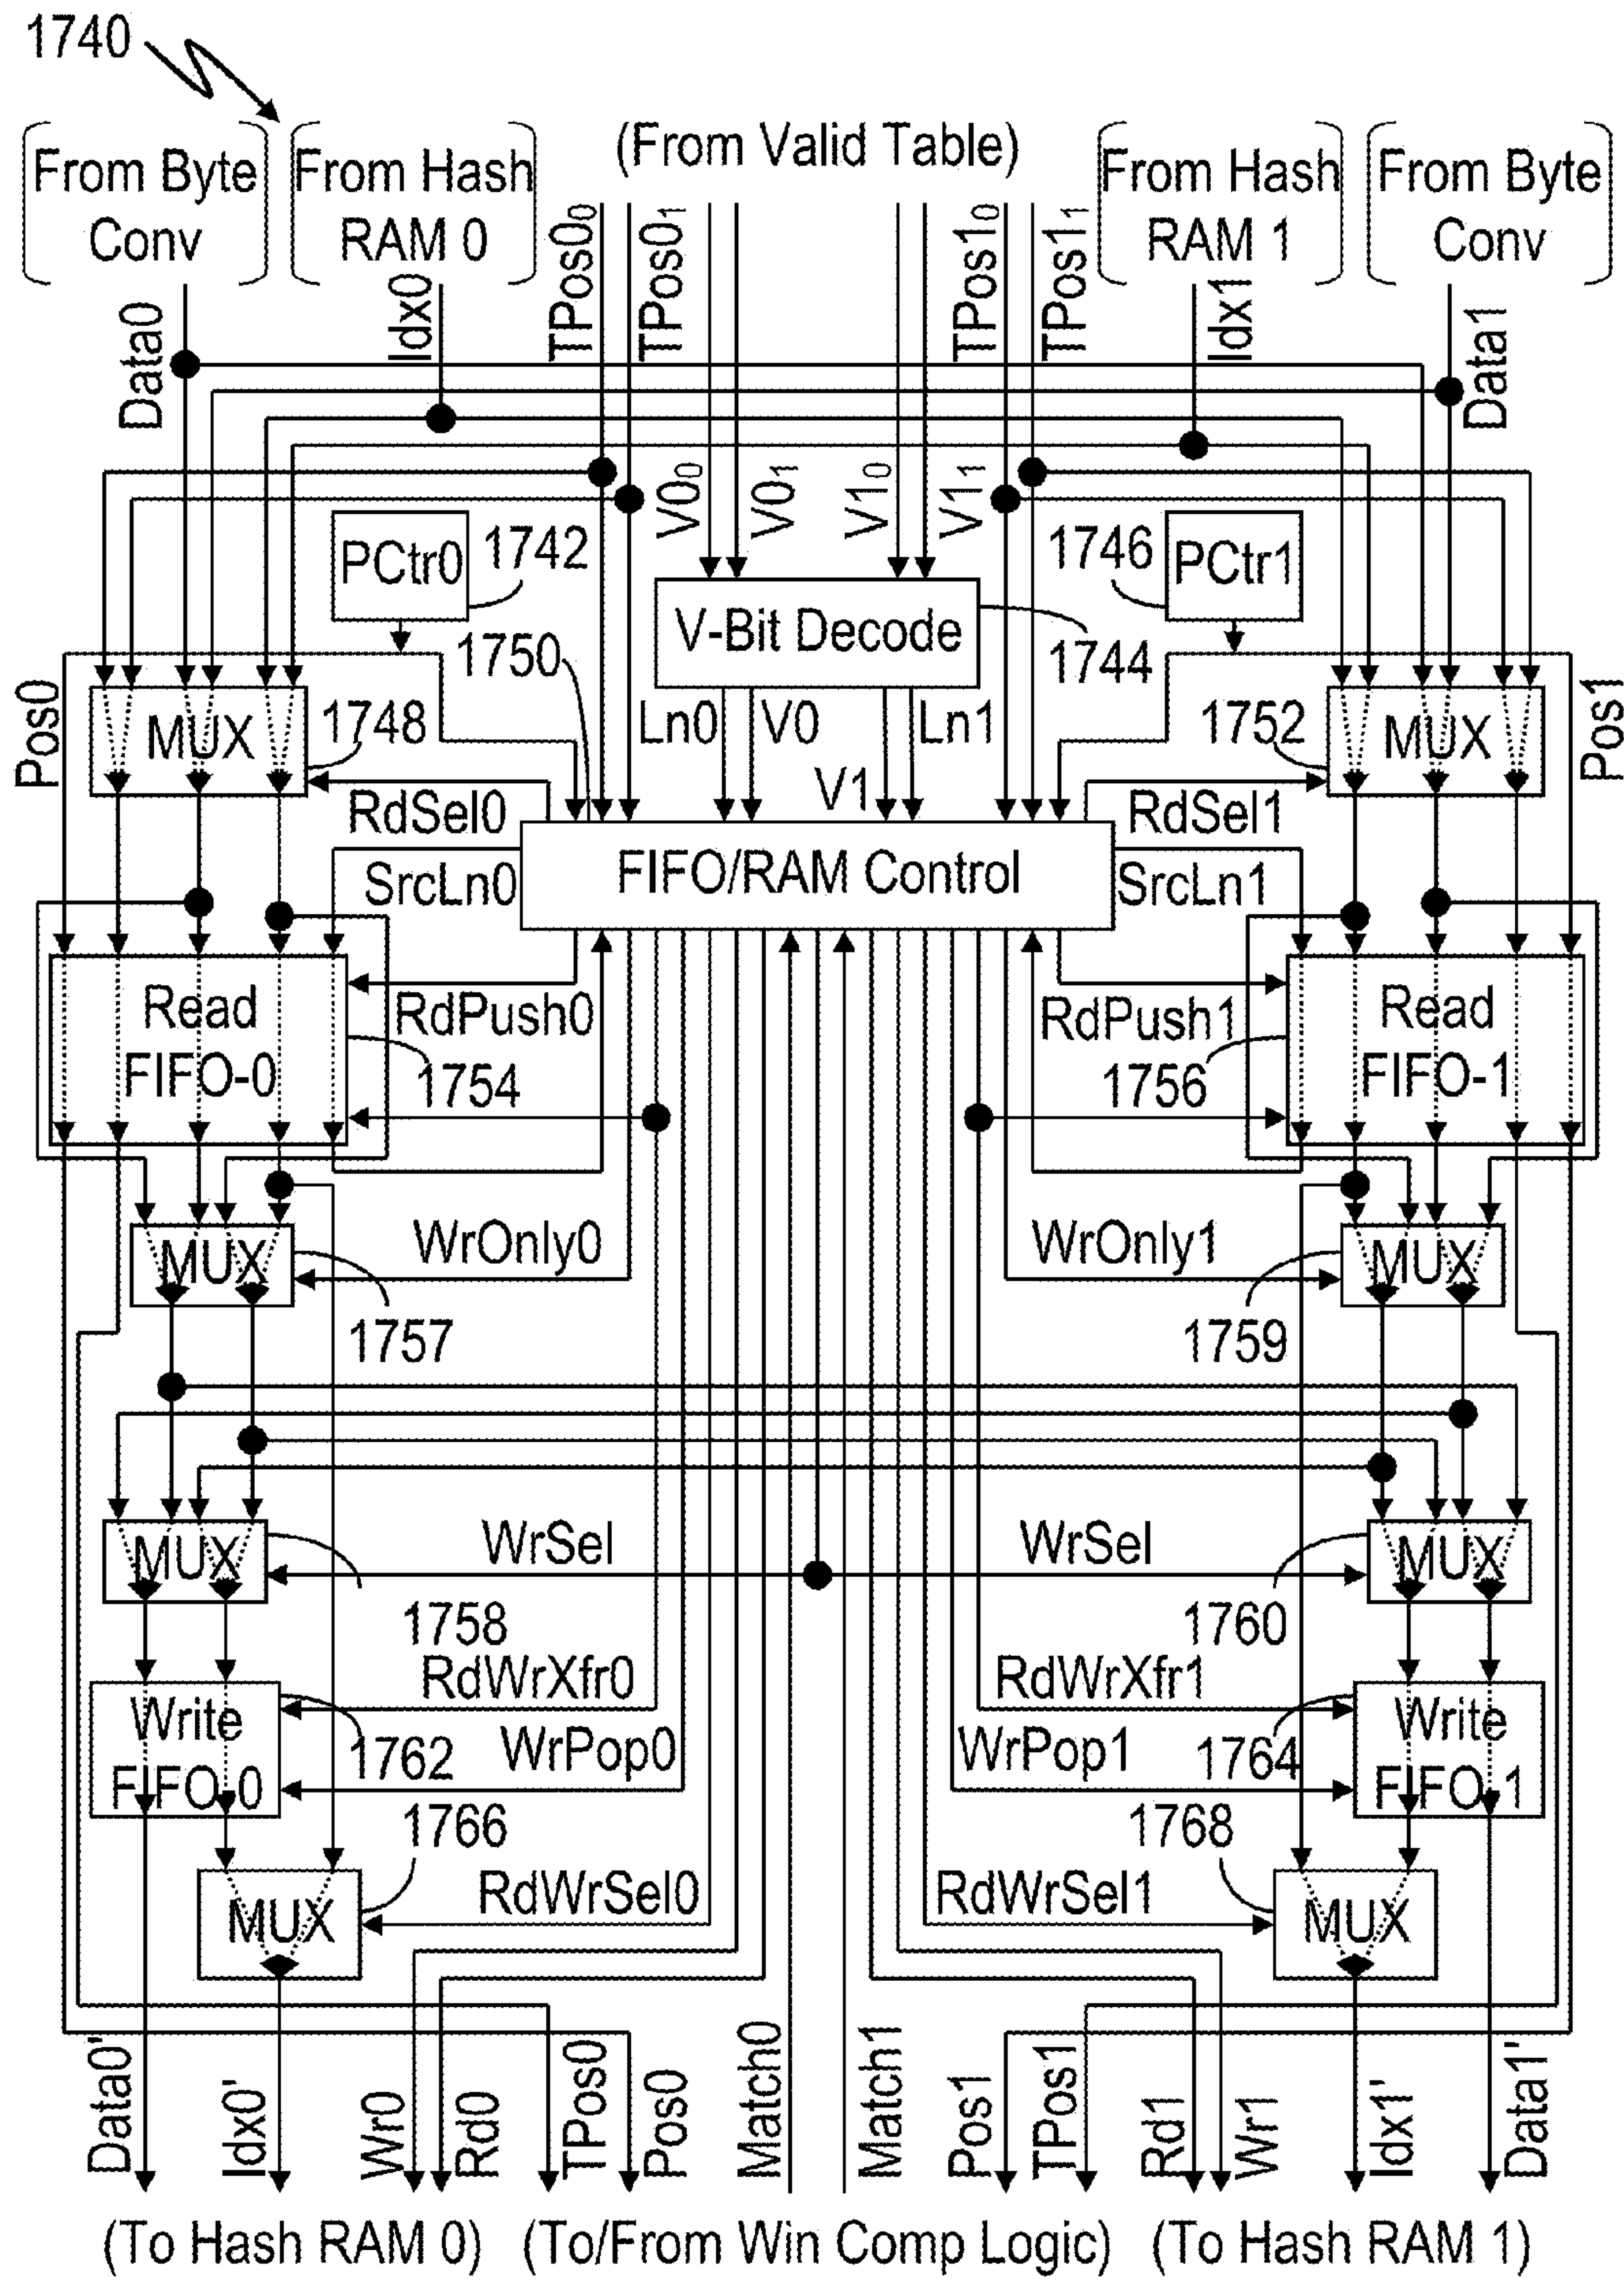 1740
From Byte
Conv
From Hash
RAM 0
(From Valid Table)
From Hash
RAM 1
From Byte
Conv
Data0
Idx0
TPos0₀
TPos0₁
TPos1₀
TPos1₁
Idx1
Data1
V0₀
V0₁
V1₀
V1₁
PCtr0
1742
1746
PCtr1
V-Bit Decode
1744
1750
Pos0
MUX
1748
Ln0
V0
V1
Ln1
1752
MUX
Pos1
RdSel0
RdSel1
SrcLn0
FIFO/RAM Control
SrcLn1
Read
FIFO-0
RdPush0
1754
RdPush1
1756
Read
FIFO-1
MUX
WrOnly0
WrOnly1
MUX
1757
1759
MUX
WrSel
WrSel
MUX
1758
1760
RdWrXfr0
RdWrXfr1
Write
FIFO-0
1762
WrPop0
WrPop1
1764
Write
FIFO-1
1766
1768
MUX
RdWrSel0
RdWrSel1
MUX
Data0'
Idx0'
Wr0
Rd0
TPos0
Pos0
Match0
Match1
Pos1
TPos1
Rd1
Wr1
Idx1'
Data1'
(To Hash RAM 0)
(To/From Win Comp Logic)
(To Hash RAM 1)